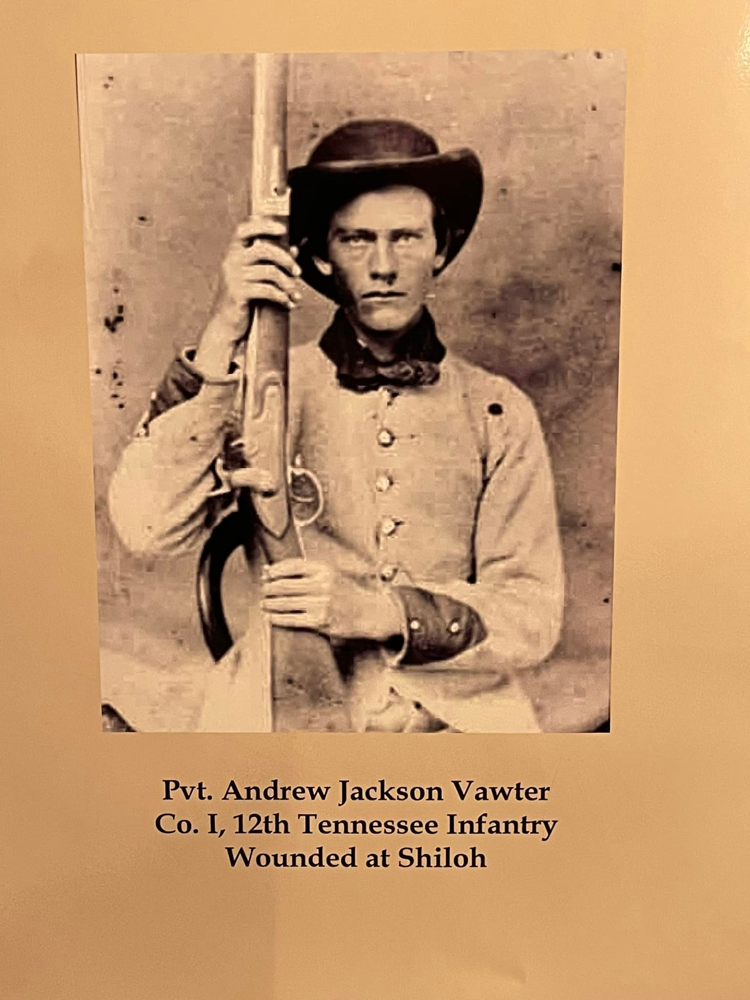 Pvt. Andrew Jackson Vawter
Co. I, 12th Tennessee Infantry
Wounded at Shiloh